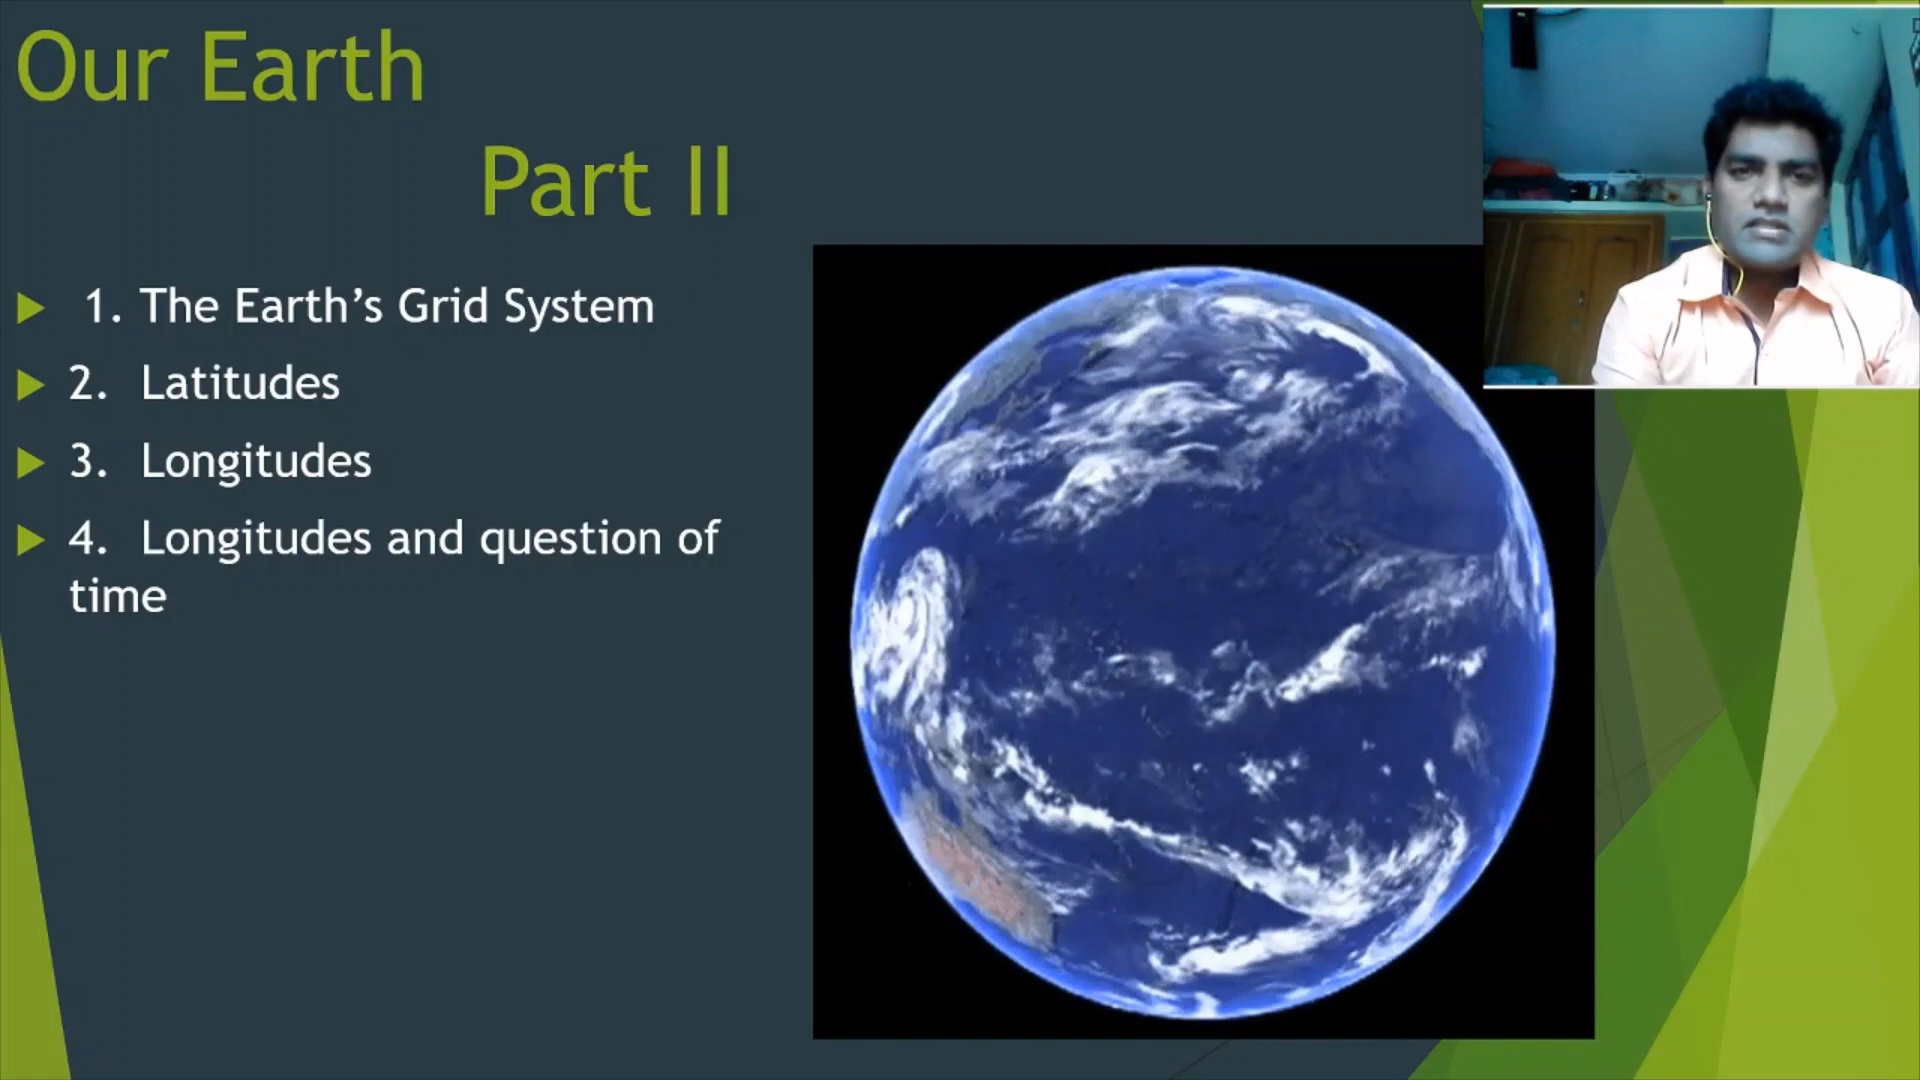 Our Earth
Part II
1. The Earth’s Grid System
2. Latitudes
3. Longitudes
4. Longitudes and question of
time